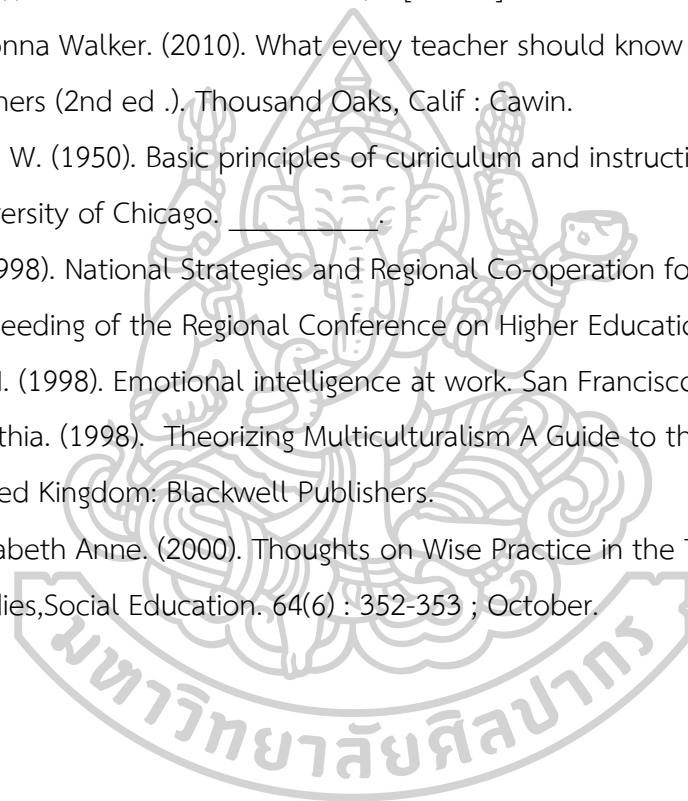 onna Walker. (2010). What every teacher should know
ners (2nd ed .). Thousand Oaks, Calif : Cawin.
W. (1950). Basic principles of curriculum and instructi
versity of Chicago. __________.
998). National Strategies and Regional Co-operation fo
eeding of the Regional Conference on Higher Educatio
. (1998). Emotional intelligence at work. San Francisco
thia. (1998).  Theorizing Multiculturalism A Guide to th
ed Kingdom: Blackwell Publishers.
abeth Anne. (2000). Thoughts on Wise Practice in the T
lies,Social Education. 64(6) : 352-353 ; October.
มหาวิทยาลัยศิลปากร